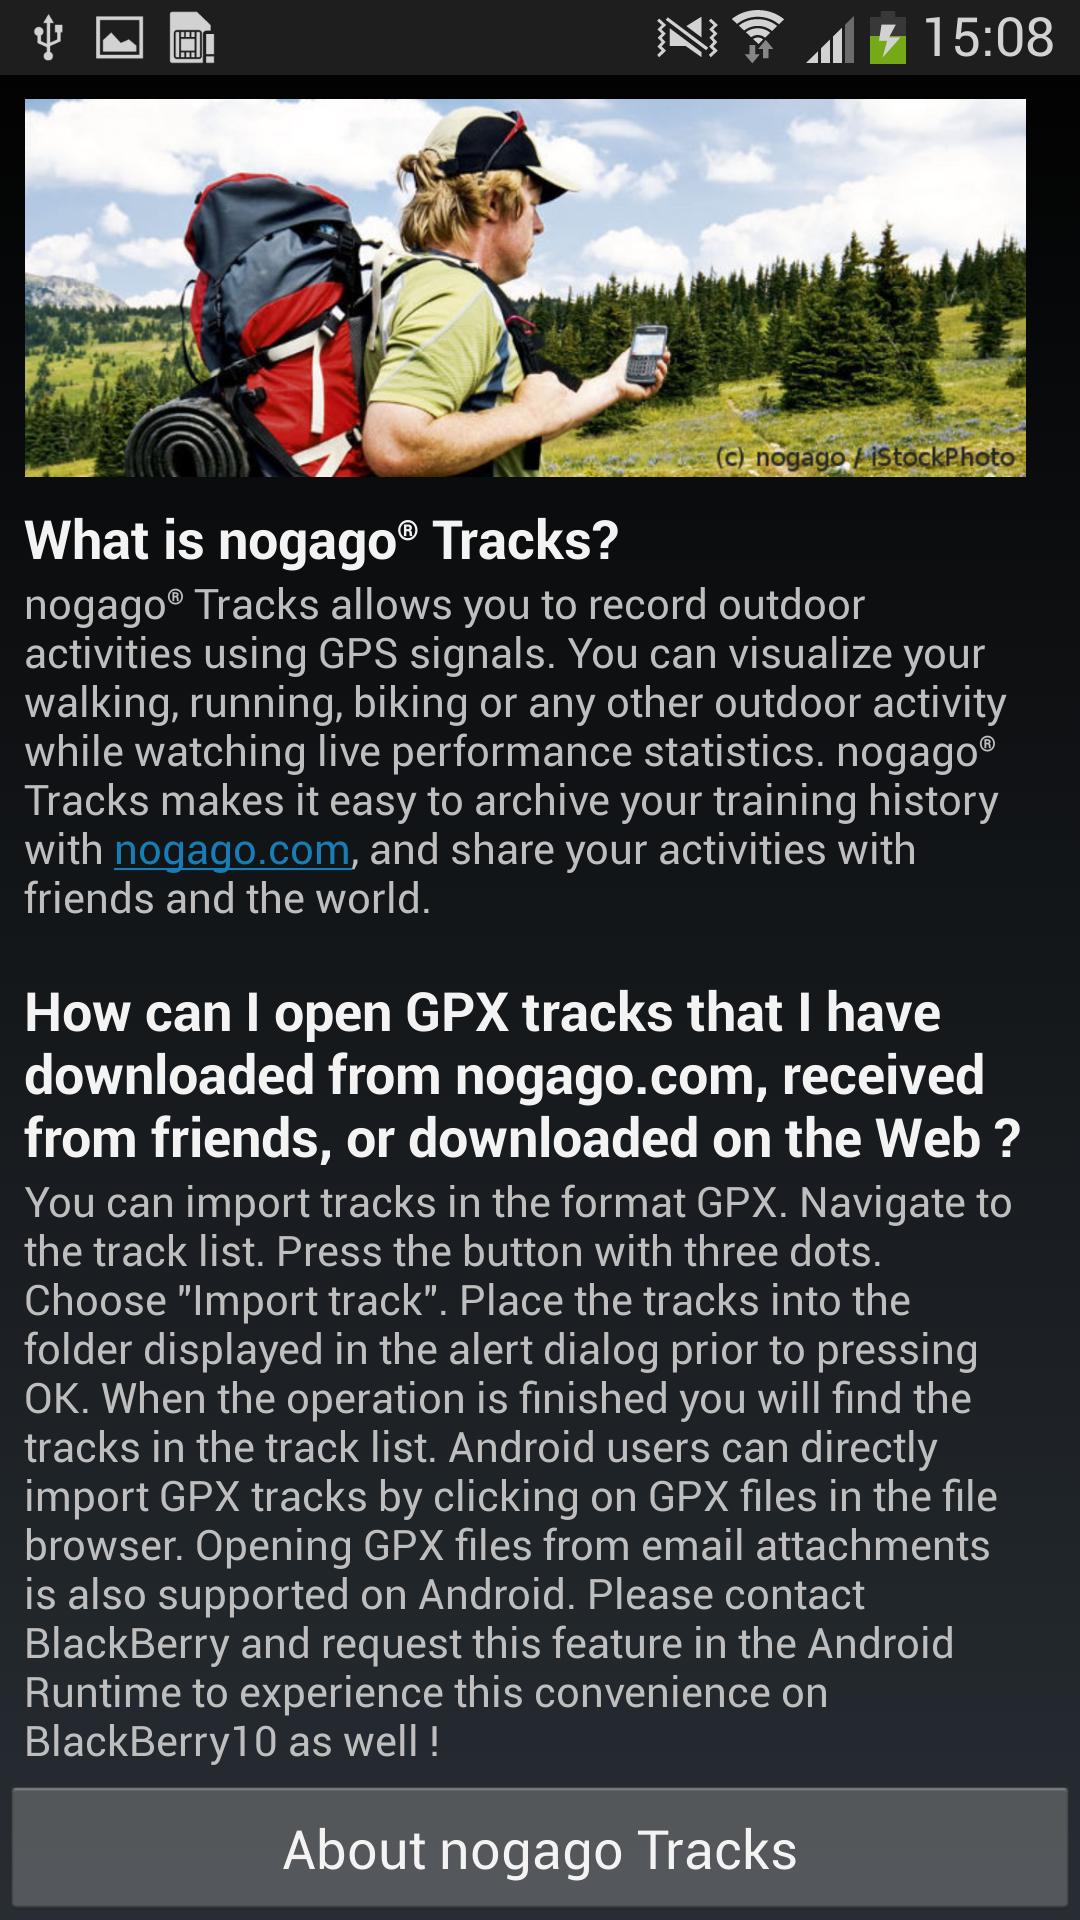 15:08
(c) nogago / iStockPhoto
What is nogago® Tracks?
nogago® Tracks allows you to record outdoor
activities using GPS signals. You can visualize your
walking, running, biking or any other outdoor activity
while watching live performance statistics. nogago®
Tracks makes it easy to archive your training history
with nogago.com, and share your activities with
friends and the world.
How can I open GPX tracks that I have
downloaded from nogago.com, received
from friends, or downloaded on the Web ?
You can import tracks in the format GPX. Navigate to
the track list. Press the button with three dots.
Choose "Import track". Place the tracks into the
folder displayed in the alert dialog prior to pressing
OK. When the operation is finished you will find the
tracks in the track list. Android users can directly
import GPX tracks by clicking on GPX files in the file
browser. Opening GPX files from email attachments
is also supported on Android. Please contact
BlackBerry and request this feature in the Android
Runtime to experience this convenience on
BlackBerry10 as well !
About nogago Tracks